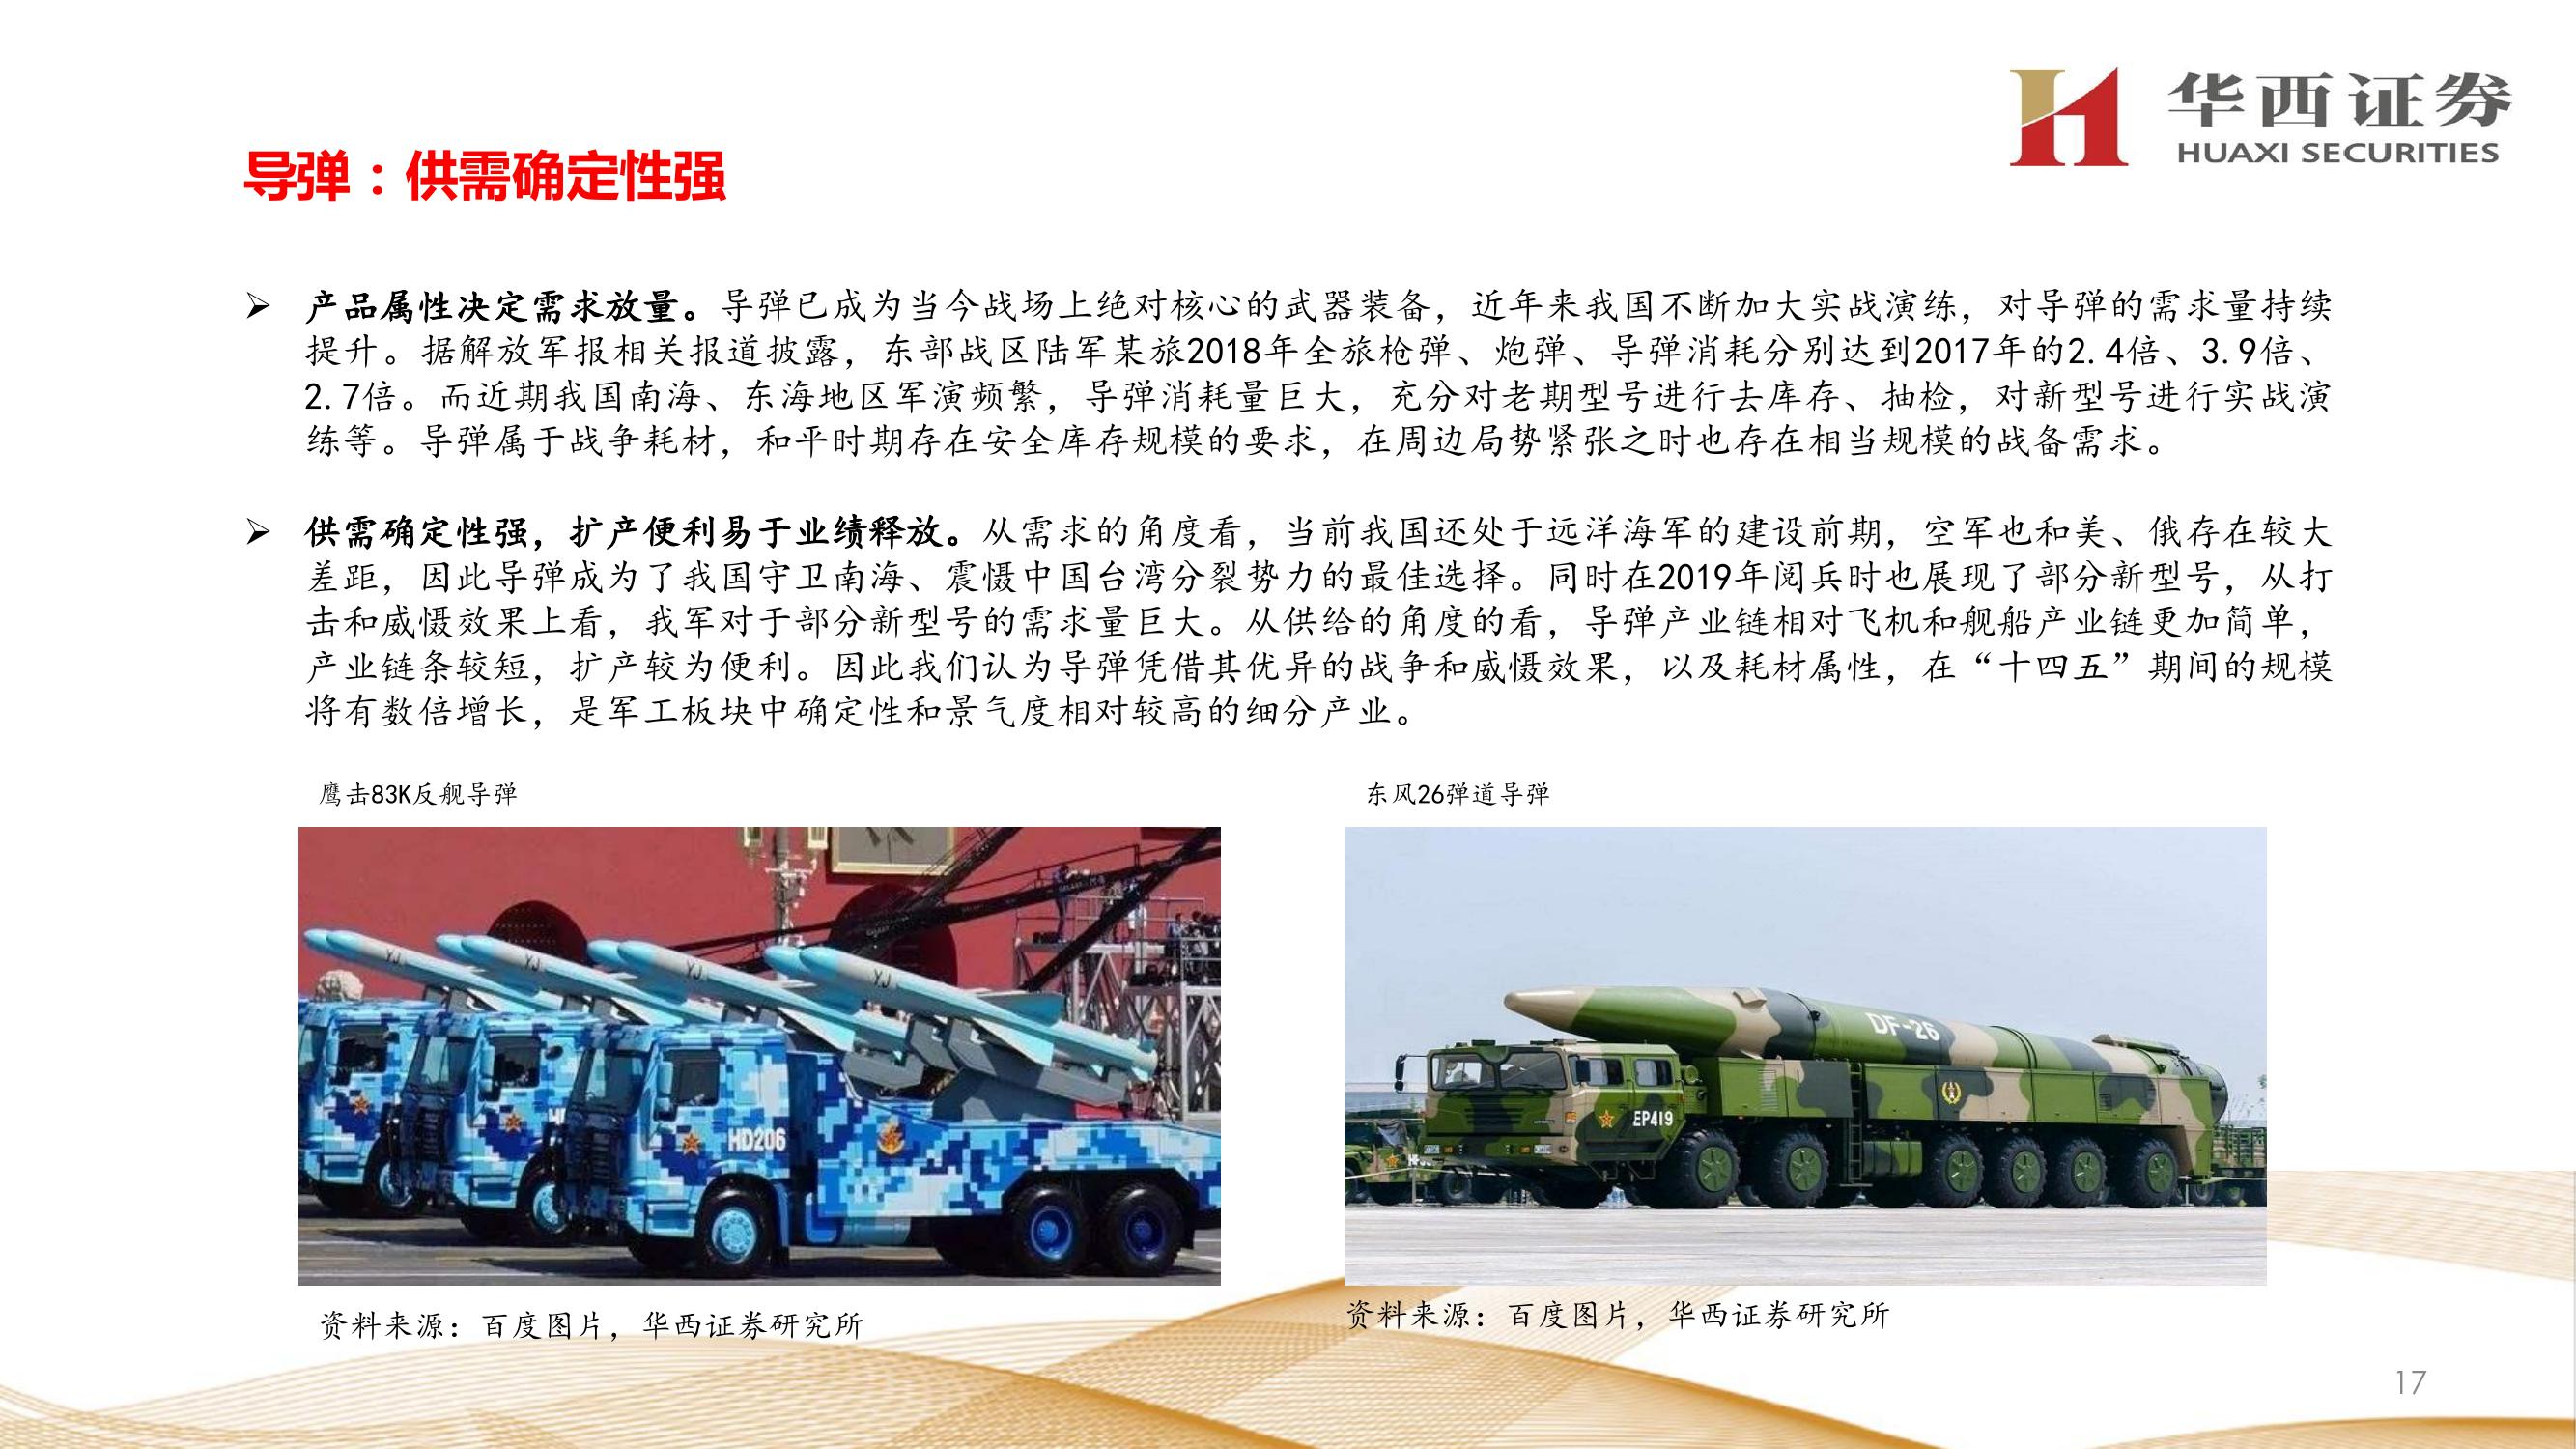 华西证券
HUAXI SECURITIES
导弹：供需确定性强
➢ 产品属性决定需求放量。导弹已成为当今战场上绝对核心的武器装备，近年来我国不断加大实战演练，对导弹的需求量持续
提升。据解放军报相关报道披露，东部战区陆军某旅2018年全旅枪弹、炮弹、导弹消耗分别达到2017年的2.4倍、3.9倍、
2.7倍。而近期我国南海、东海地区军演频繁，导弹消耗量巨大，充分对老期型号进行去库存、抽检，对新型号进行实战演
练等。导弹属于战争耗材，和平时期存在安全库存规模的要求，在周边局势紧张之时也存在相当规模的战备需求。
➢ 供需确定性强，扩产便利易于业绩释放。从需求的角度看，当前我国还处于远洋海军的建设前期，空军也和美、俄存在较大
差距，因此导弹成为了我国守卫南海、震慑中国台湾分裂势力的最佳选择。同时在2019年阅兵时也展现了部分新型号，从打
击和威慑效果上看，我军对于部分新型号的需求量巨大。从供给的角度的看，导弹产业链相对飞机和舰船产业链更加简单，
产业链条较短，扩产较为便利。因此我们认为导弹凭借其优异的战争和威慑效果，以及耗材属性，在“十四五”期间的规模
将有数倍增长，是军工板块中确定性和景气度相对较高的细分产业。
鹰击83K反舰导弹
YJ
YJ
YJ
YJ
HD206
资料来源：百度图片，华西证券研究所
东风26弹道导弹
DF-26
EP419
资料来源：百度图片，华西证券研究所
17